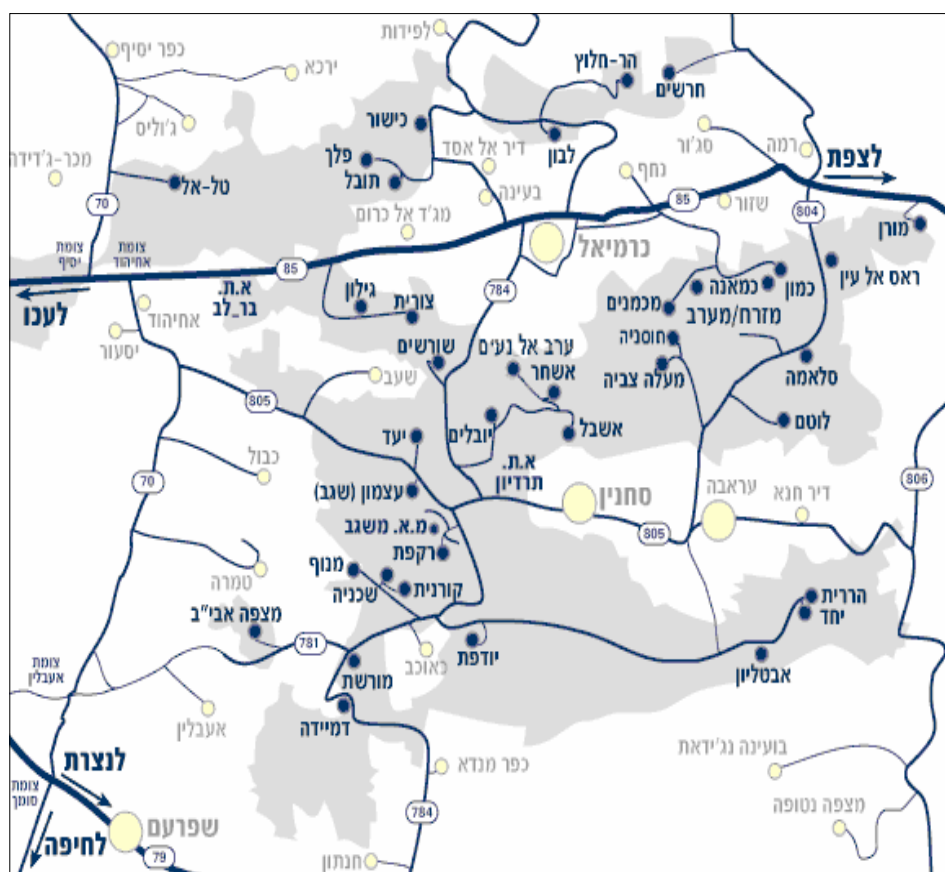 לפידות
כפר יסיף
ירכא
הר-חלוץ
חרשים
ג'וליס
כישור
דיר אל אסד
לבון
סג'ור
רמה
לצפת
מכר-ג'דידה
טל-אל
פלך
תובל
בעינה
נחף
70
85
שזור
804
מורן
מג'ד אל כרום
כרמיאל
צומת
יסיף
צומת
אחיהוד
85
א.ת.
בר_לב
784
לעכו
גילון
צורית
ראס אל עין
כמון
כמאנה
מזרח/מערב
מכמנים
אחיהוד
יסעור
שורשים
ערב אל נעים
אשחר
חוסניה
מעלה צביה
סלאמה
שעב
805
יובלים
אשבל
לוטם
יעד
כבול
א.ת.
תרדיון
70
עצמון (שגב)
סחנין
עראבה
דיר חנא
806
מ.א. משגב
805
רקפת
טמרה
מנוף
שכניה
קורנית
מצפה אבי"ב
הררית
יחד
781
כאוכב
יודפת
אבטליון
צומת
אעבלין
מורשת
אעבלין
דמיידה
בועינה נג'ידאת
כפר מנדא
לנצרת
צומת
סומך
784
מצפה נטופה
שפרעם
לחיפה
79
חנתון